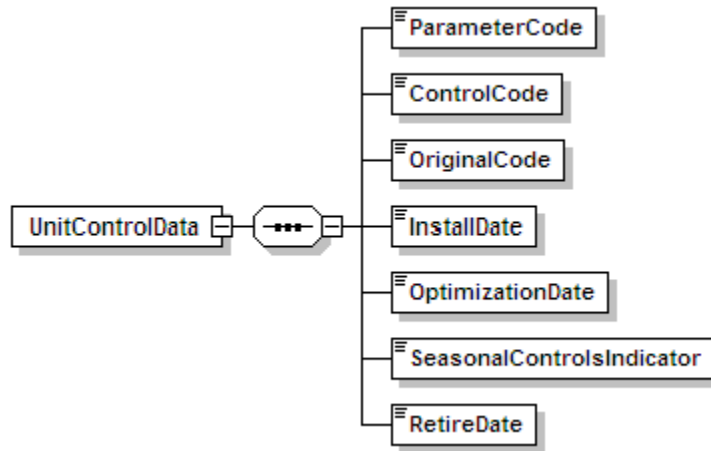 ParameterCode
ControlCode
OriginalCode
UnitControlData
InstallDate
OptimizationDate
SeasonalControlsIndicator
RetireDate